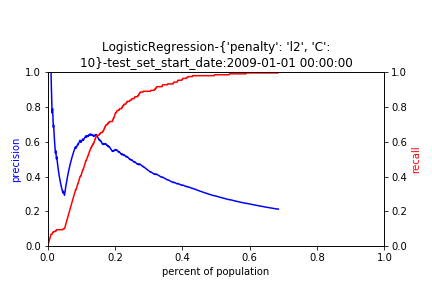 LogisticRegression-{'penalty': 'l2', 'C':
10}-test_set_start_date:2009-01-01 00:00:00
1.0
0.8
0.6
0.4
0.2
0.0
precision
1.0
0.8
0.6
0.4
0.2
0.0
recall
0.0 0.2 0.4 0.6 0.8 1.0
percent of population